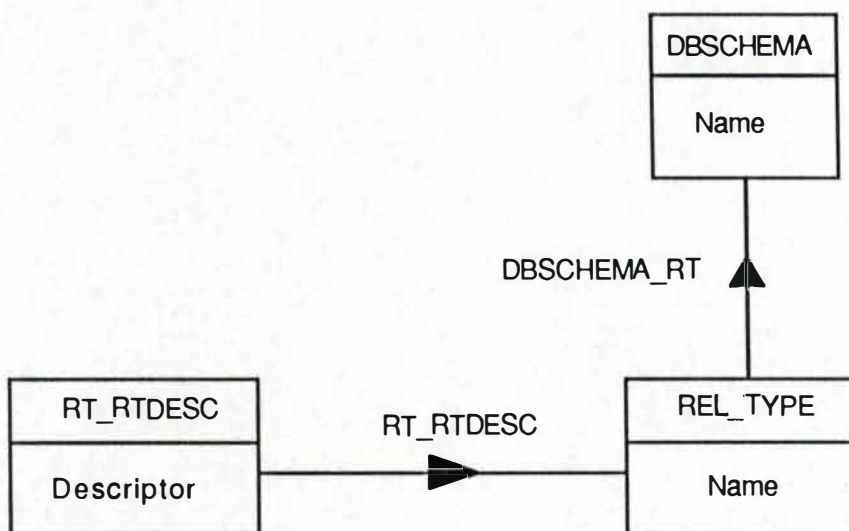 DBSCHEMA
Name
DBSCHEMA_RT
RT_RTDESC
RT_RTDESC
REL_TYPE
Descriptor
Name